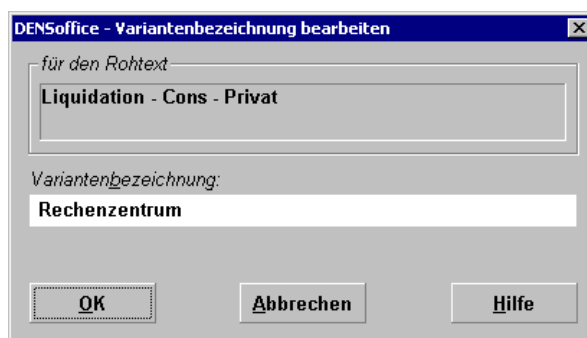 DENSoffice - Variantenbezeichnung bearbeiten
für den Rohtext
Liquidation - Cons - Privat
Variantenbezeichnung:
Rechenzentrum
OK Abbrechen Hilfe